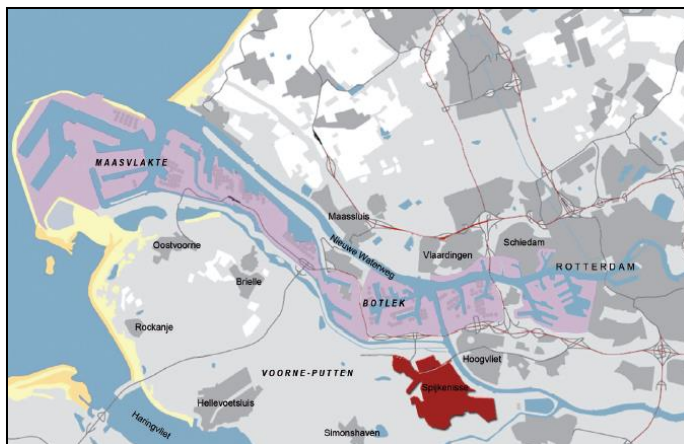 MAASVLAKTE
Maassluis
Nieuwe Waterweg
Oostvoorne
Vlaardingen
Schiedam
ROTTERDAM
Brielle
BOTLEK
Rockanje
Hoogvliet
VOORNE-PUTTEN
Spijkenisse
Hellevoetsluis
Haringvliet
Simonshaven